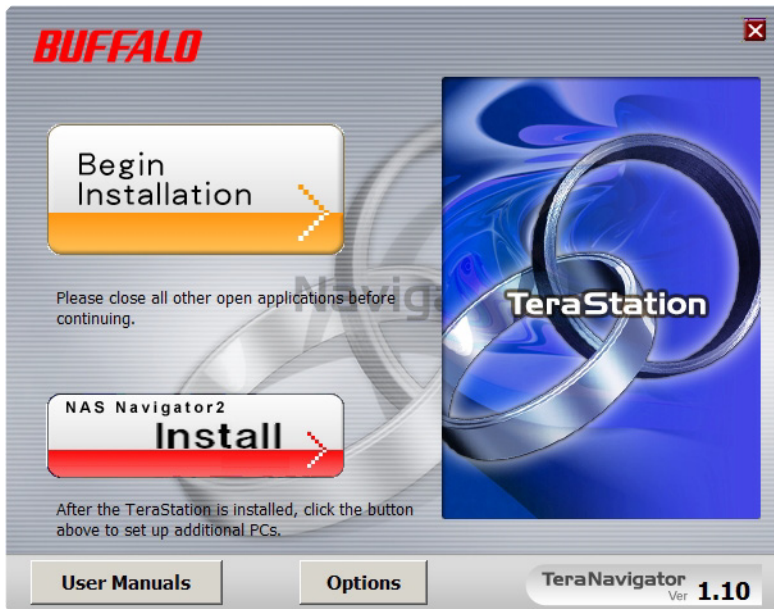 BUFFALO
Begin
Installation
Please close all other open applications before
continuing.
NAS Navigator2
Install
After the TeraStation is installed, click the button
above to set up additional PCs.
TeraStation
User Manuals
Options
TeraNavigator
Ver 1.10